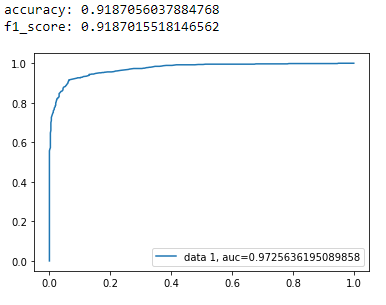 accuracy: 0.9187056037884768
f1_score: 0.9187015518146562
1.0
0.8
0.6
0.4
0.2
0.0
data 1, auc=0.9725636195089858
0.0 0.2 0.4 0.6 0.8 1.0